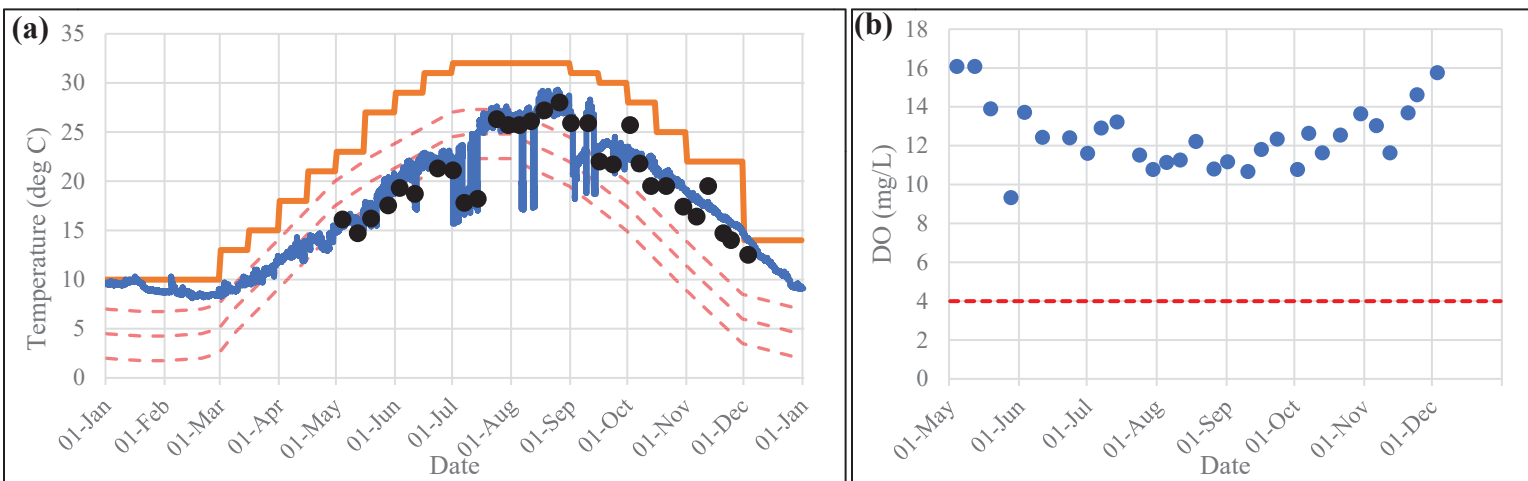 (a)
Temperature (deg C)
35
30
25
20
15
10
5
0
01-Jan
01-Feb
01-Mar
01-Apr
01-May
01-Jun
01-Jul
01-Aug
01-Sep
01-Oct
01-Nov
01-Dec
01-Jan
Date
(b)
DO (mg/L)
18
16
14
12
10
8
6
4
2
0
01-May
01-Jun
01-Jul
01-Aug
01-Sep
01-Oct
01-Nov
01-Dec
Date